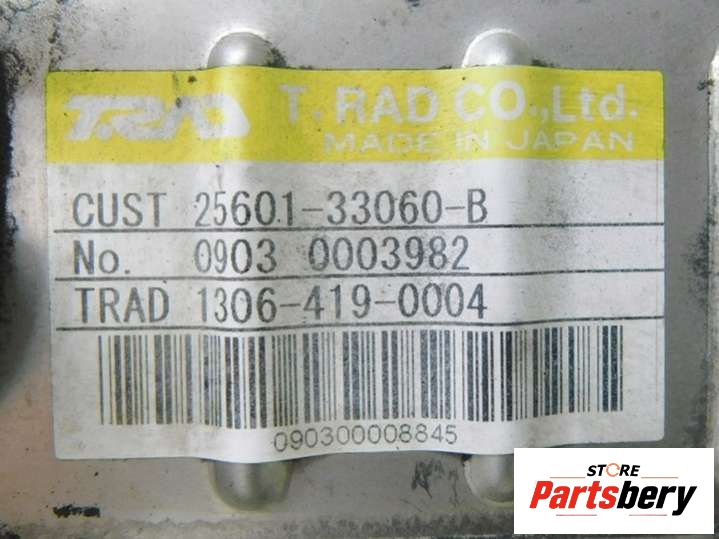 T.RAD T. RAD CO.,Ltd.
MADE IN JAPAN
CUST 25601-33060-B
No. 0903 0003982
TRAD 1306-419-0004
090300008845
STORE
Partsbery